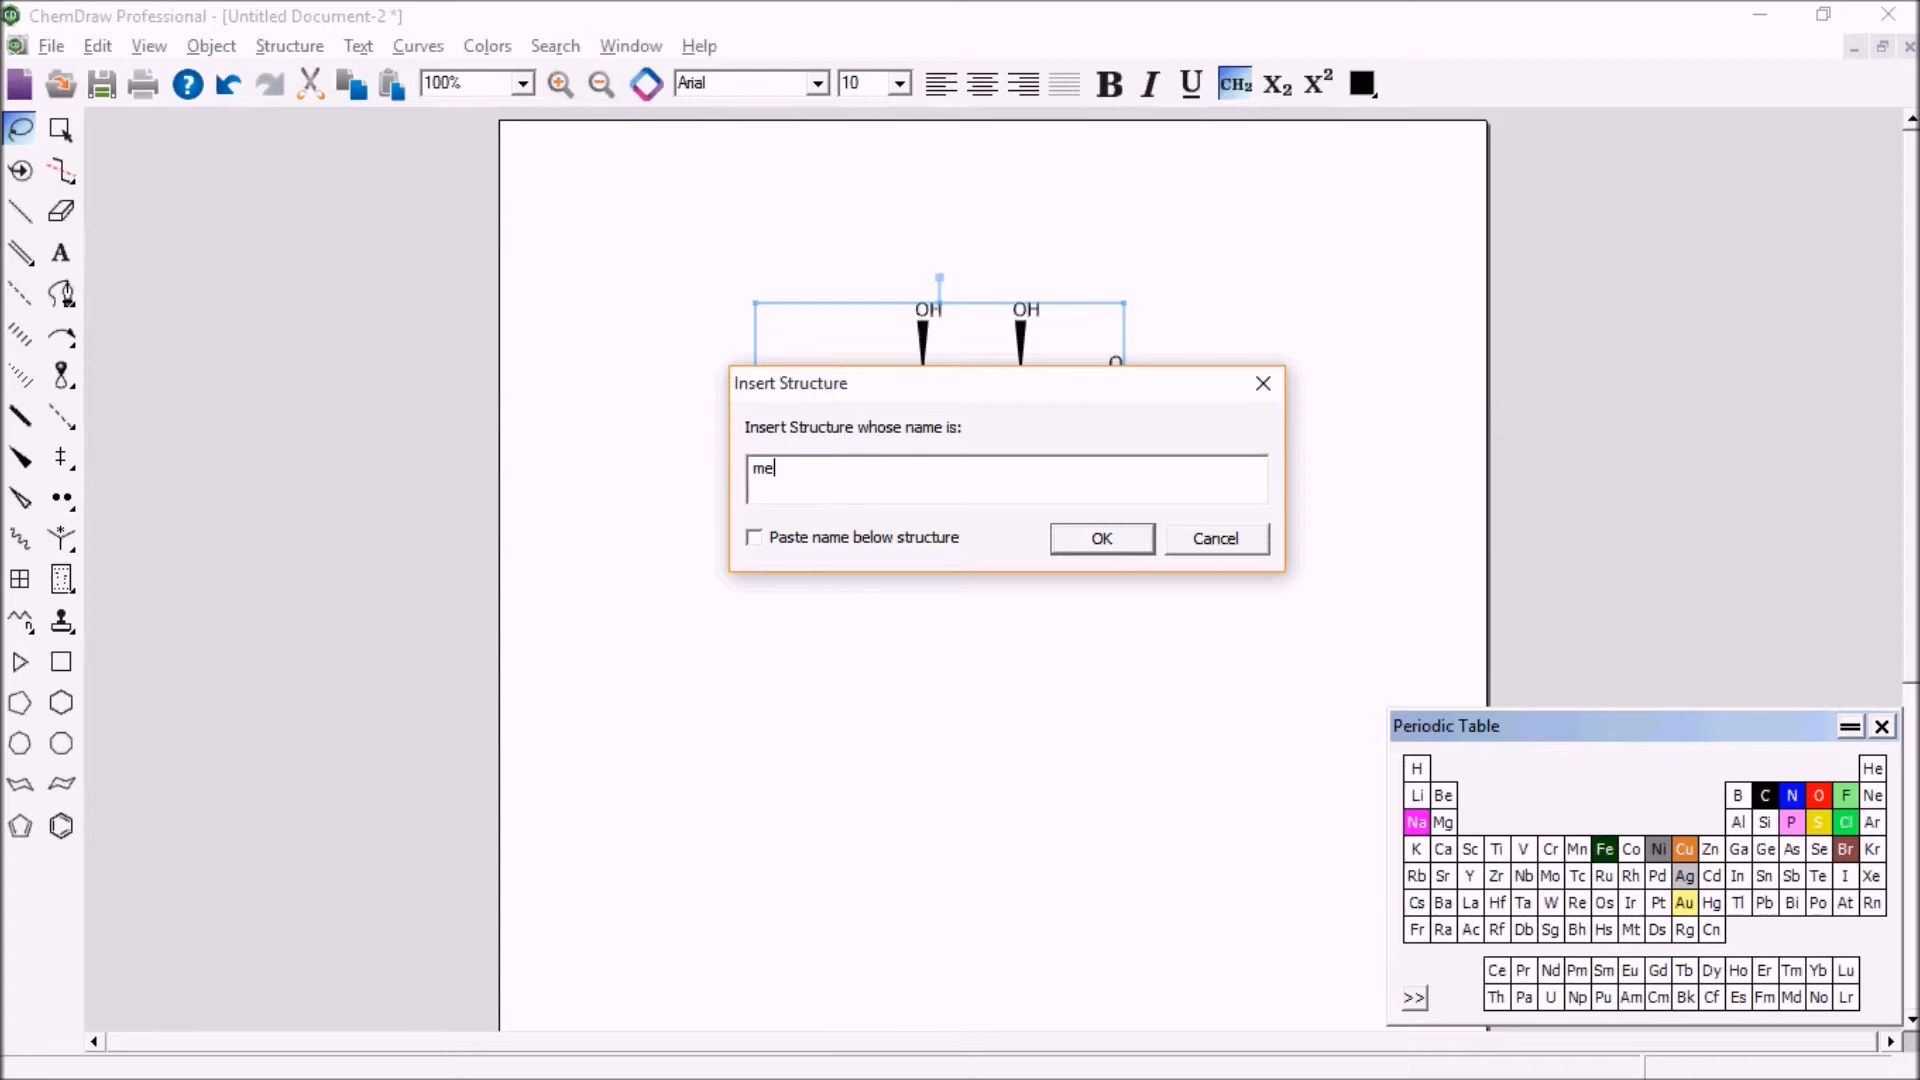 ChemDraw Professional - [Untitled Document-2 *]
File Edit View Object Structure Text Curves Colors Search Window Help
100% Arial 10 B I U CH2 X2 X2
A
OH OH
O
Insert Structure
Insert Structure whose name is:
me
Paste name below structure OK Cancel
n
Periodic Table
H He
Li Be B C N O F Ne
Na Mg Al Si P S Cl Ar
K Ca Sc Ti V Cr Mn Fe Co Ni Cu Zn Ga Ge As Se Br Kr
Rb Sr Y Zr Nb Mo Tc Ru Rh Pd Ag Cd In Sn Sb Te I Xe
Cs Ba La Hf Ta W Re Os Ir Pt Au Hg Tl Pb Bi Po At Rn
Fr Ra Ac Rf Db Sg Bh Hs Mt Ds Rg Cn
Ce Pr Nd Pm Sm Eu Gd Tb Dy Ho Er Tm Yb Lu
>> Th Pa U Np Pu Am Cm Bk Cf Es Fm Md No Lr